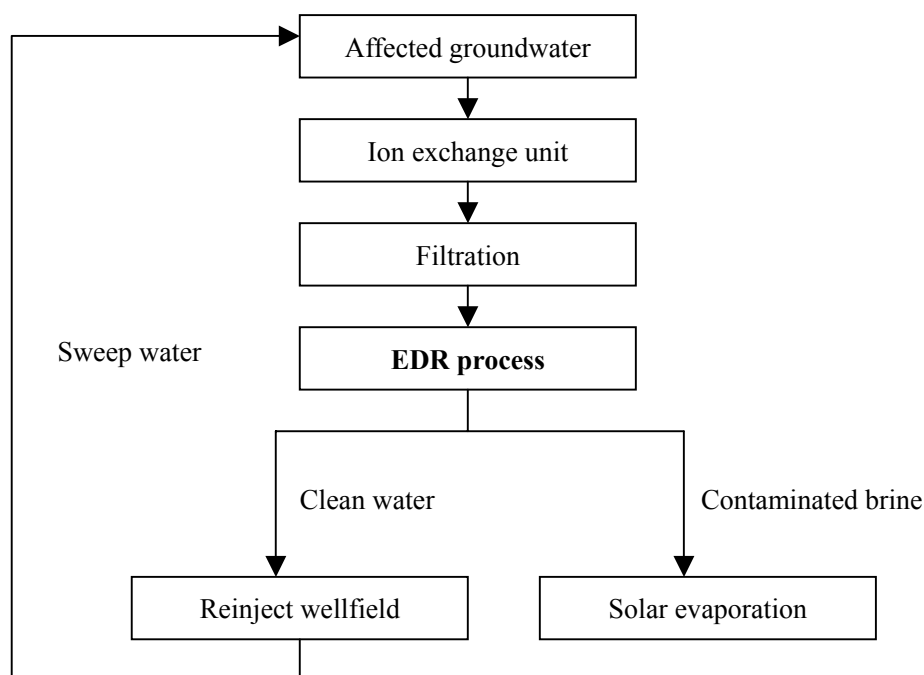 Affected groundwater
Ion exchange unit
Filtration
Sweep water
EDR process
Clean water
Contaminated brine
Reinject wellfield
Solar evaporation